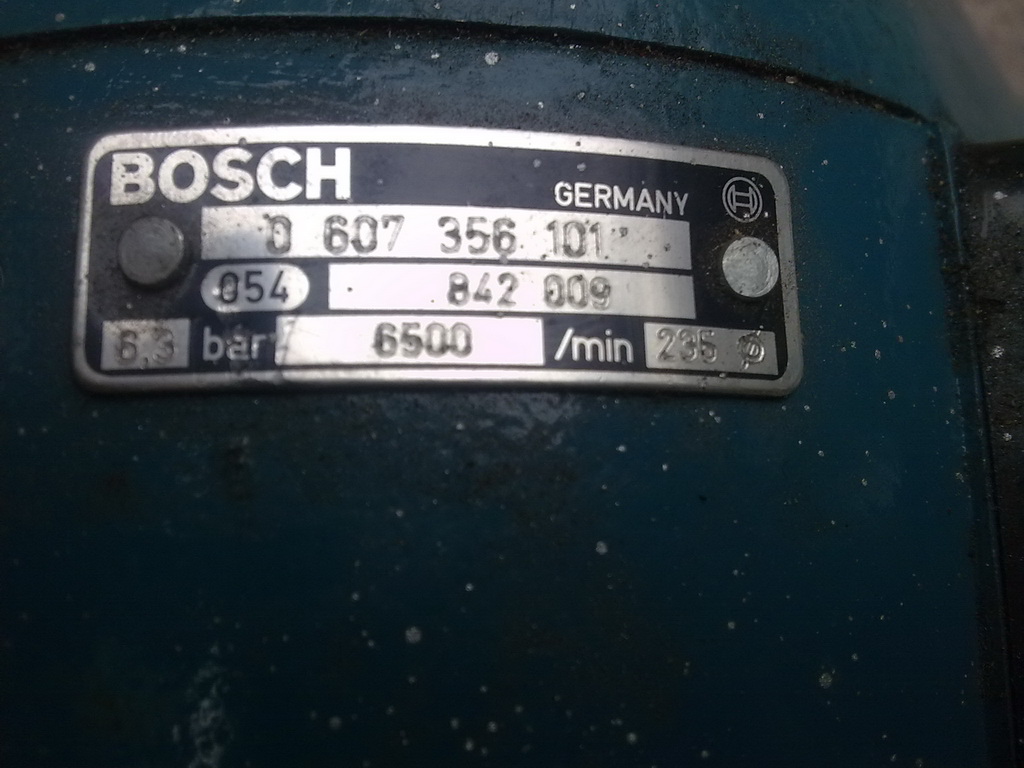 BOSCH
GERMANY
0 607 356 101
054 842 009
6,3 bar 6500 /min 235 Ø